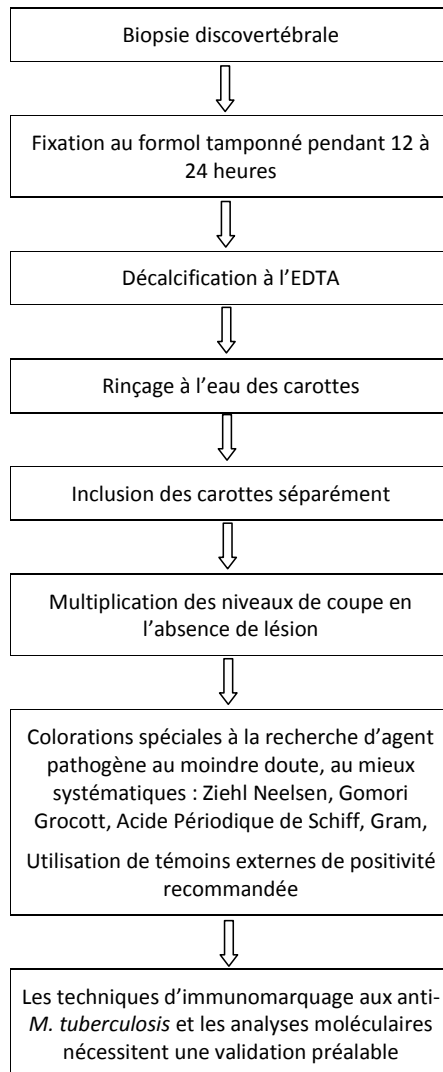 Biopsie discovertébrale
Fixation au formol tamponné pendant 12 à
24 heures
Décalcification à l'EDTA
Rinçage à l'eau des carottes
Inclusion des carottes séparément
Multiplication des niveaux de coupe en
l'absence de lésion
Colorations spéciales à la recherche d'agent
pathogène au moindre doute, au mieux
systématiques : Ziehl Neelsen, Gomori
Grocott, Acide Périodique de Schiff, Gram,
Utilisation de témoins externes de positivité
recommandée
Les techniques d'immunomarquage aux anti-
M. tuberculosis et les analyses moléculaires
nécessitent une validation préalable